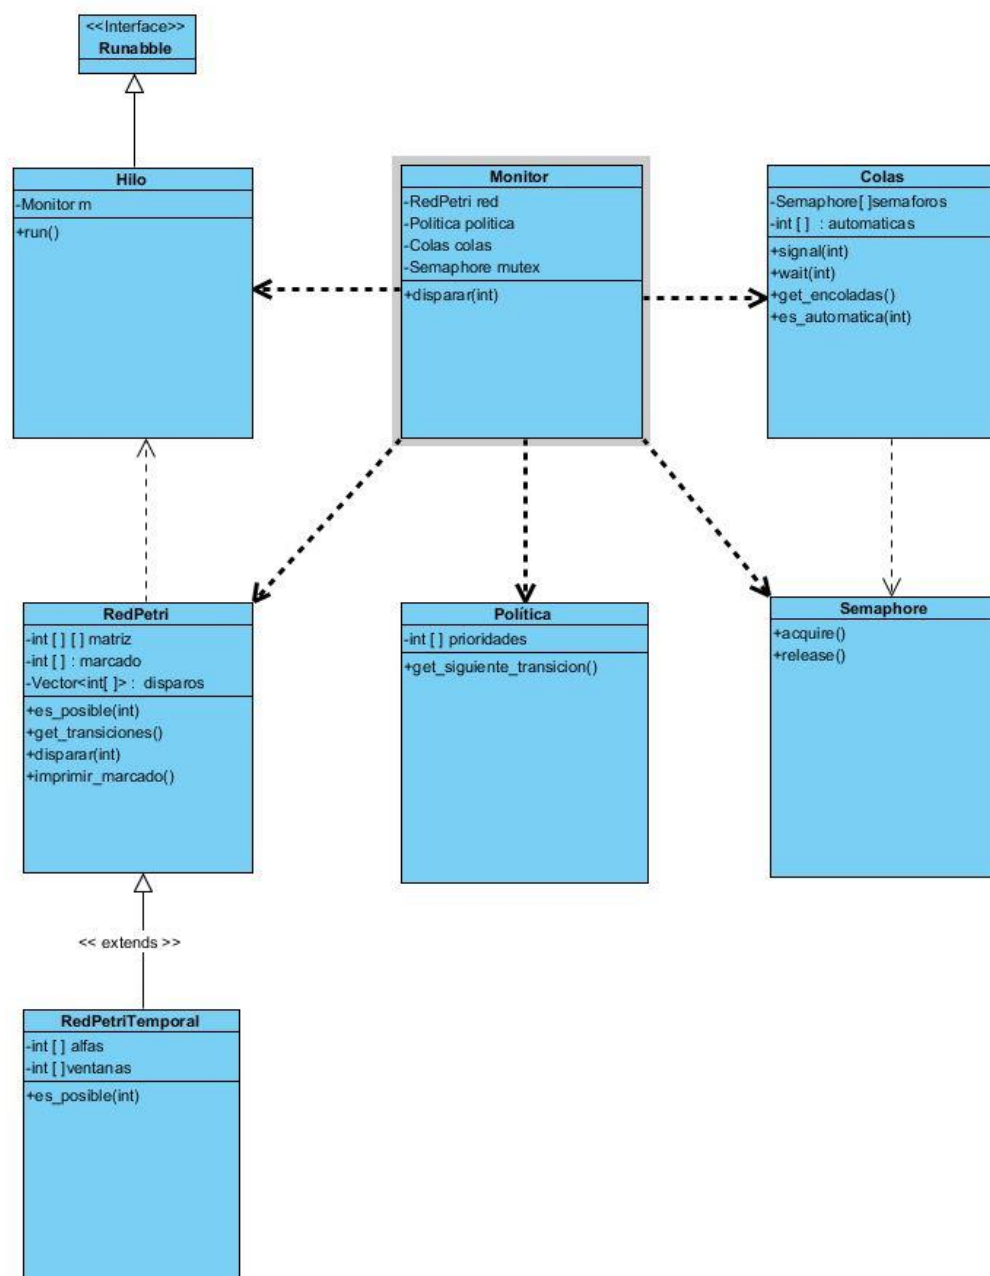 <<Interface>>
Runabble
Hilo
-Monitor m
+run()
Monitor
-RedPetri red
-Politica politica
-Colas colas
-Semaphore mutex
+disparar(int)
Colas
-Semaphore[ ]semaforos
-int [ ] : automaticas
+signal(int)
+wait(int)
+get_encoladas()
+es_automatica(int)
RedPetri
-int [ ] [ ] matriz
-int [ ] : marcado
-Vector<int[ ]> : disparos
+es_posible(int)
+get_transiciones()
+disparar(int)
+imprimir_marcado()
Política
-int [ ] prioridades
+get_siguiente_transicion()
Semaphore
+acquire()
+release()
<< extends >>
RedPetriTemporal
-int [ ] alfas
-int [ ]ventanas
+es_posible(int)